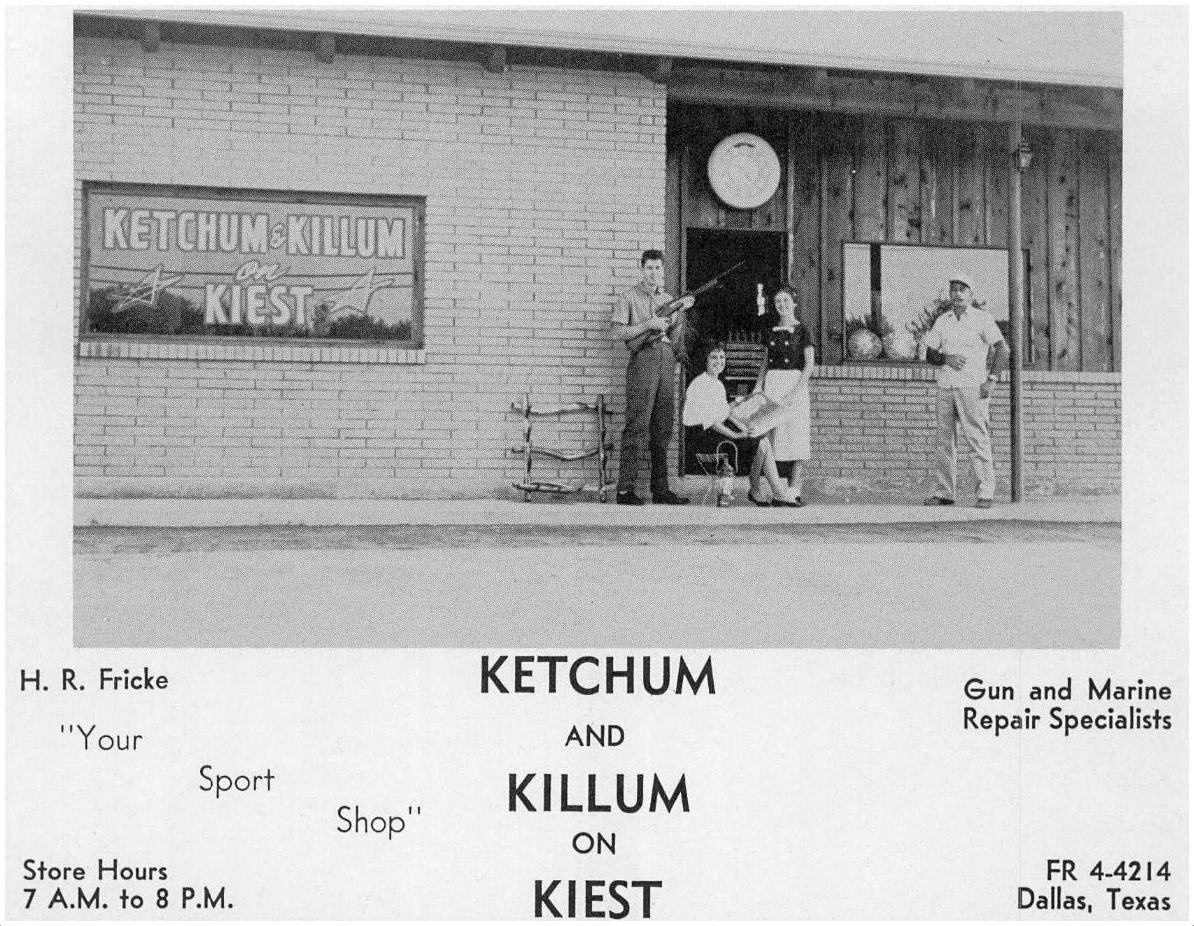 KETCHUM & KILLUM
on
KIEST
H. R. Fricke
"Your
Sport
Shop"
Store Hours
7 A.M. to 8 P.M.
KETCHUM
AND
KILLUM
ON
KIEST
Gun and Marine
Repair Specialists
FR 4-4214
Dallas, Texas